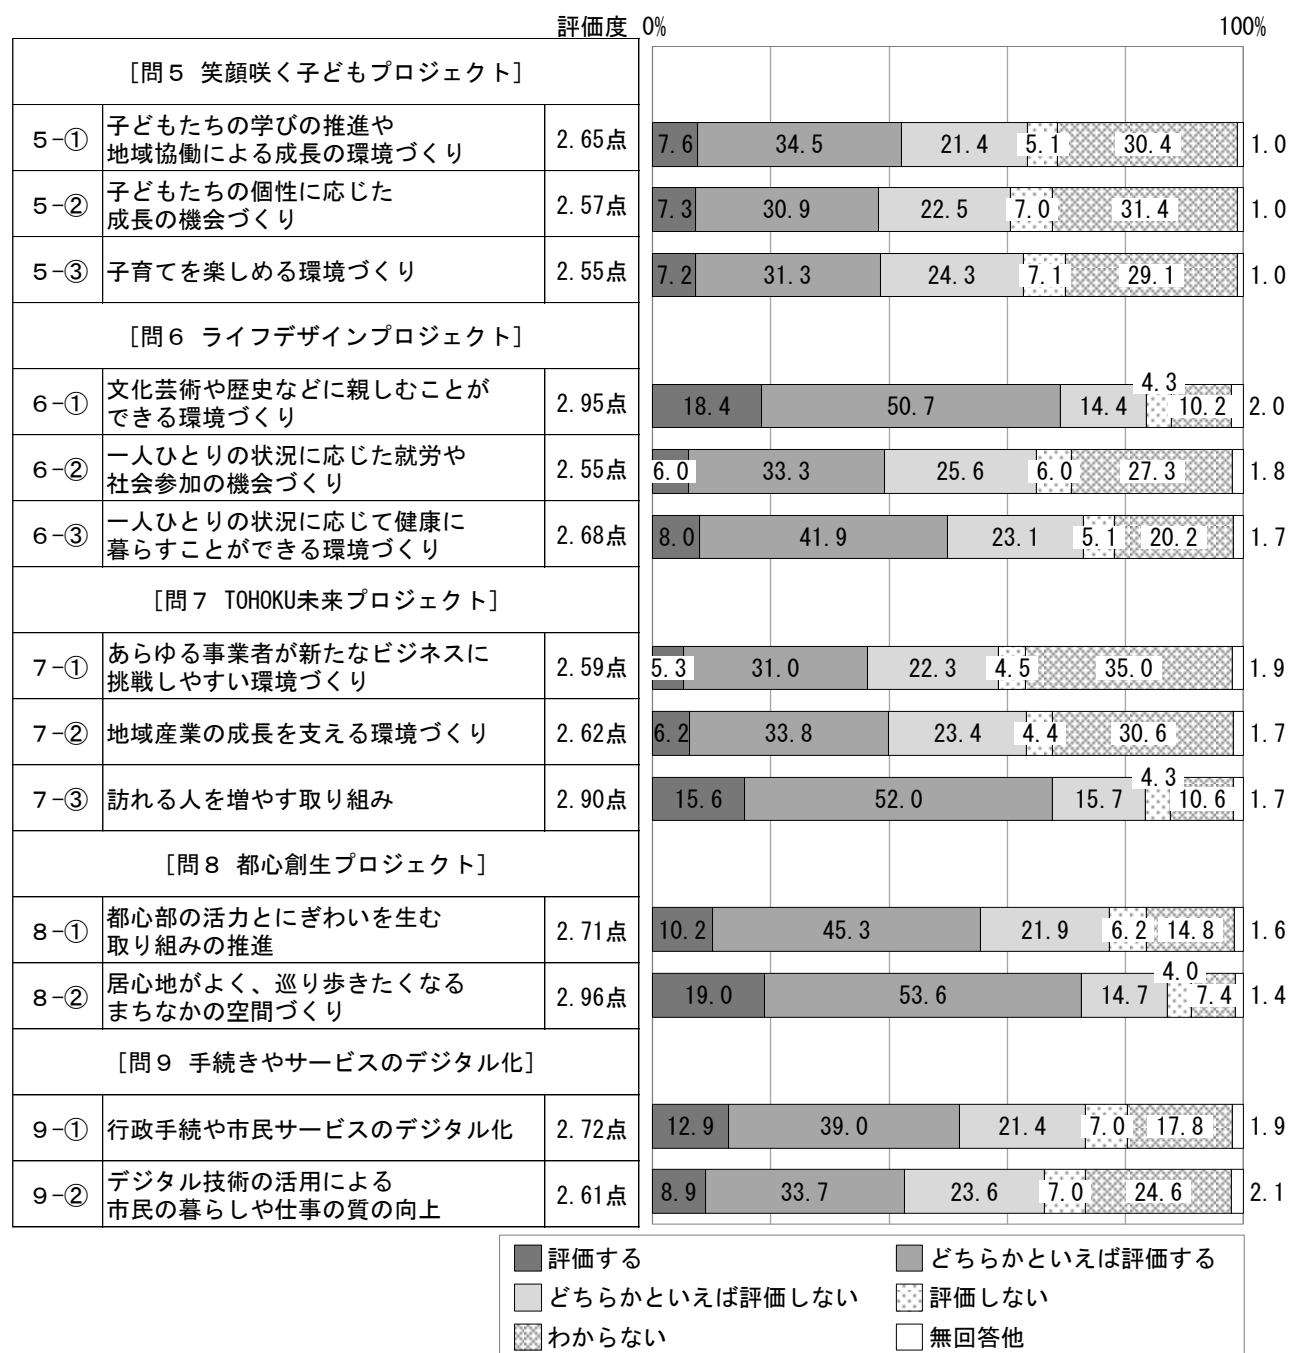 評価度 0% 100%
［問５ 笑顔咲く子どもプロジェクト］
５-① 子どもたちの学びの推進や
地域協働による成長の環境づくり 2.65点 7.6 34.5 21.4 5.1 30.4 1.0
５-② 子どもたちの個性に応じた
成長の機会づくり 2.57点 7.3 30.9 22.5 7.0 31.4 1.0
５-③ 子育てを楽しめる環境づくり 2.55点 7.2 31.3 24.3 7.1 29.1 1.0
［問６ ライフデザインプロジェクト］
６-① 文化芸術や歴史などに親しむことが
できる環境づくり 2.95点 18.4 50.7 14.4 4.3 10.2 2.0
６-② 一人ひとりの状況に応じた就労や
社会参加の機会づくり 2.55点 6.0 33.3 25.6 6.0 27.3 1.8
６-③ 一人ひとりの状況に応じて健康に
暮らすことができる環境づくり 2.68点 8.0 41.9 23.1 5.1 20.2 1.7
［問７ TOHOKU未来プロジェクト］
７-① あらゆる事業者が新たなビジネスに
挑戦しやすい環境づくり 2.59点 5.3 31.0 22.3 4.5 35.0 1.9
７-② 地域産業の成長を支える環境づくり 2.62点 6.2 33.8 23.4 4.4 30.6 1.7
７-③ 訪れる人を増やす取り組み 2.90点 15.6 52.0 15.7 4.3 10.6 1.7
［問８ 都心創生プロジェクト］
８-① 都心部の活力とにぎわいを生む
取り組みの推進 2.71点 10.2 45.3 21.9 6.2 14.8 1.6
８-② 居心地がよく、巡り歩きたくなる
まちなかの空間づくり 2.96点 19.0 53.6 14.7 4.0 7.4 1.4
［問９ 手続きやサービスのデジタル化］
９-① 行政手続や市民サービスのデジタル化 2.72点 12.9 39.0 21.4 7.0 17.8 1.9
９-② デジタル技術の活用による
市民の暮らしや仕事の質の向上 2.61点 8.9 33.7 23.6 7.0 24.6 2.1
評価する どちらかといえば評価する
どちらかといえば評価しない 評価しない
わからない 無回答他